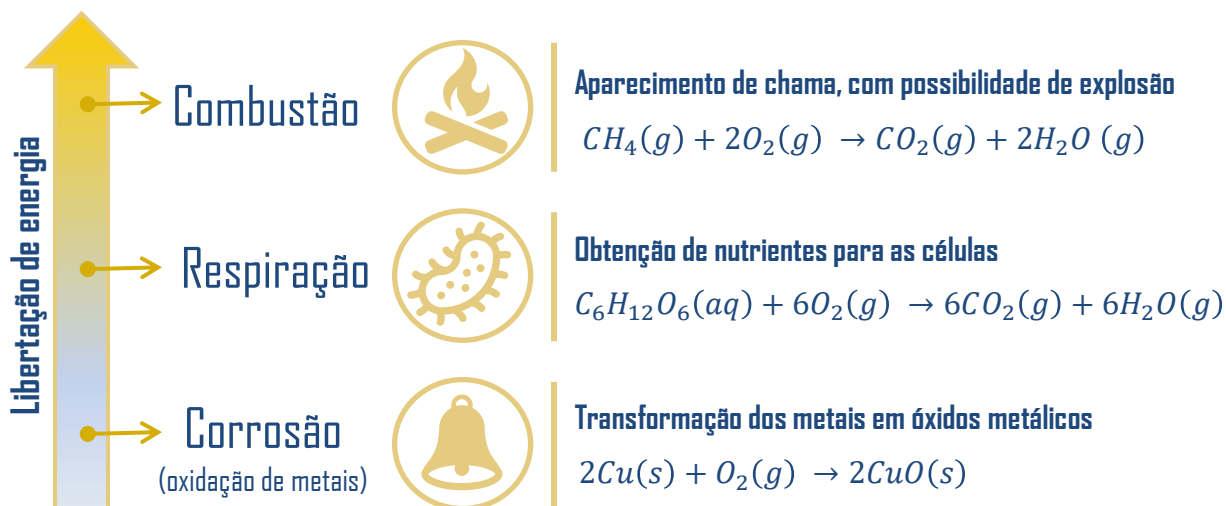 Libertação de energia
Combustão
Aparecimento de chama, com possibilidade de explosão
CH₄(g) + 2O₂(g) → CO₂(g) + 2H₂O (g)
Respiração
Obtenção de nutrientes para as células
C₆H₁₂O₆(aq) + 6O₂(g) → 6CO₂(g) + 6H₂O(g)
Corrosão
(oxidação de metais)
Transformação dos metais em óxidos metálicos
2Cu(s) + O₂(g) → 2CuO(s)